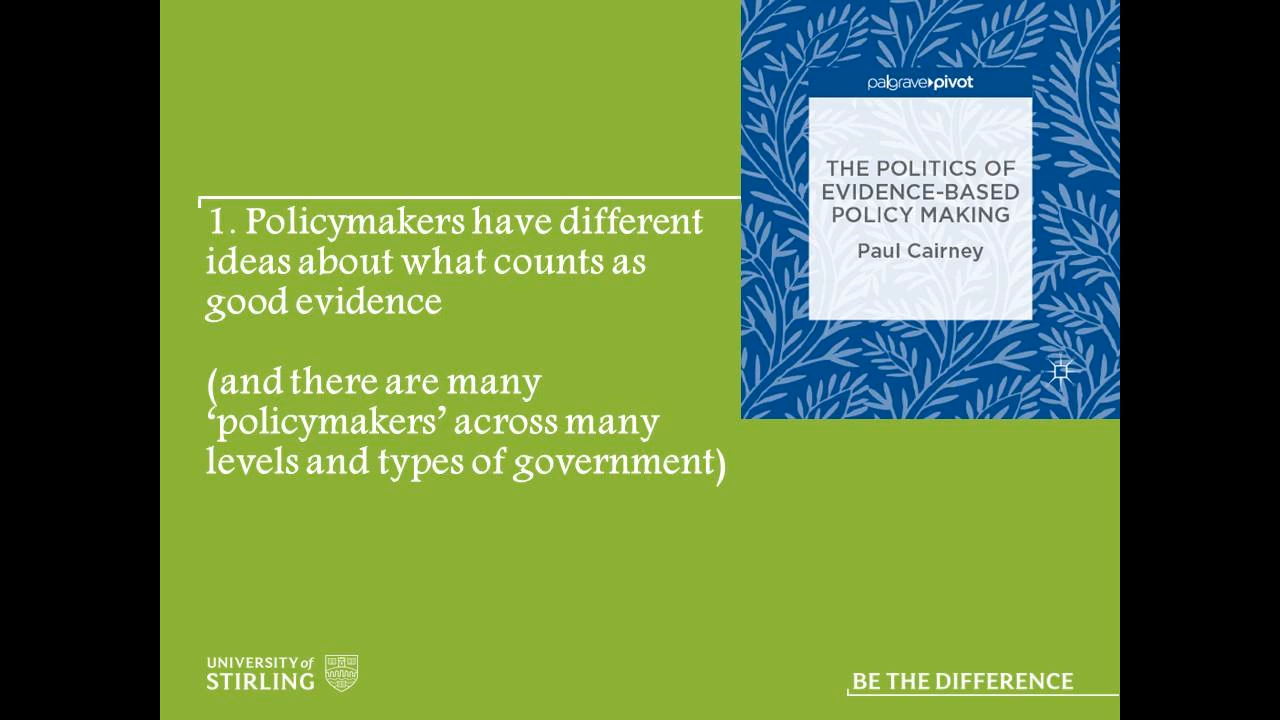 1. Policymakers have different
ideas about what counts as
good evidence
(and there are many
‘policymakers’ across many
levels and types of government)
palgrave▸pivot
THE POLITICS OF
EVIDENCE-BASED
POLICY MAKING
Paul Cairney
UNIVERSITY of
STIRLING
BE THE DIFFERENCE